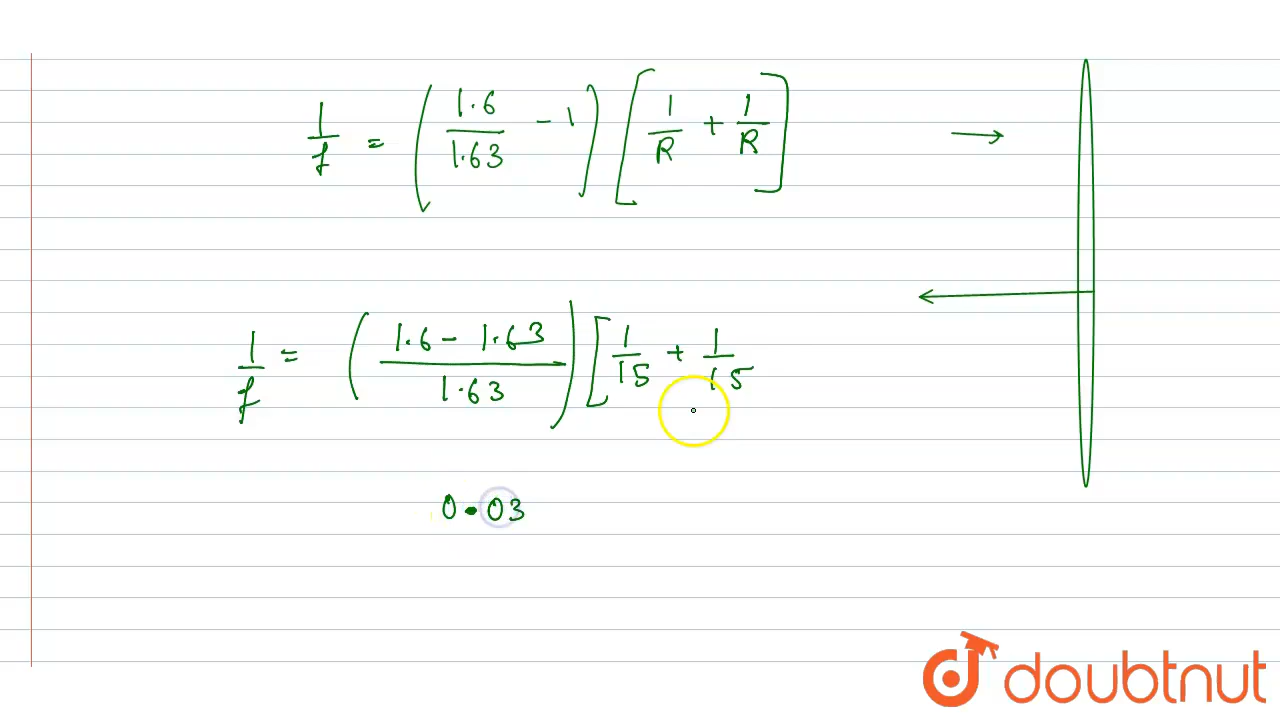 1/f = (1.6/1.63 - 1) [1/R + 1/R]
1/f = (1.6 - 1.63/1.63) [1/15 + 1/15
0.03
doubtnut